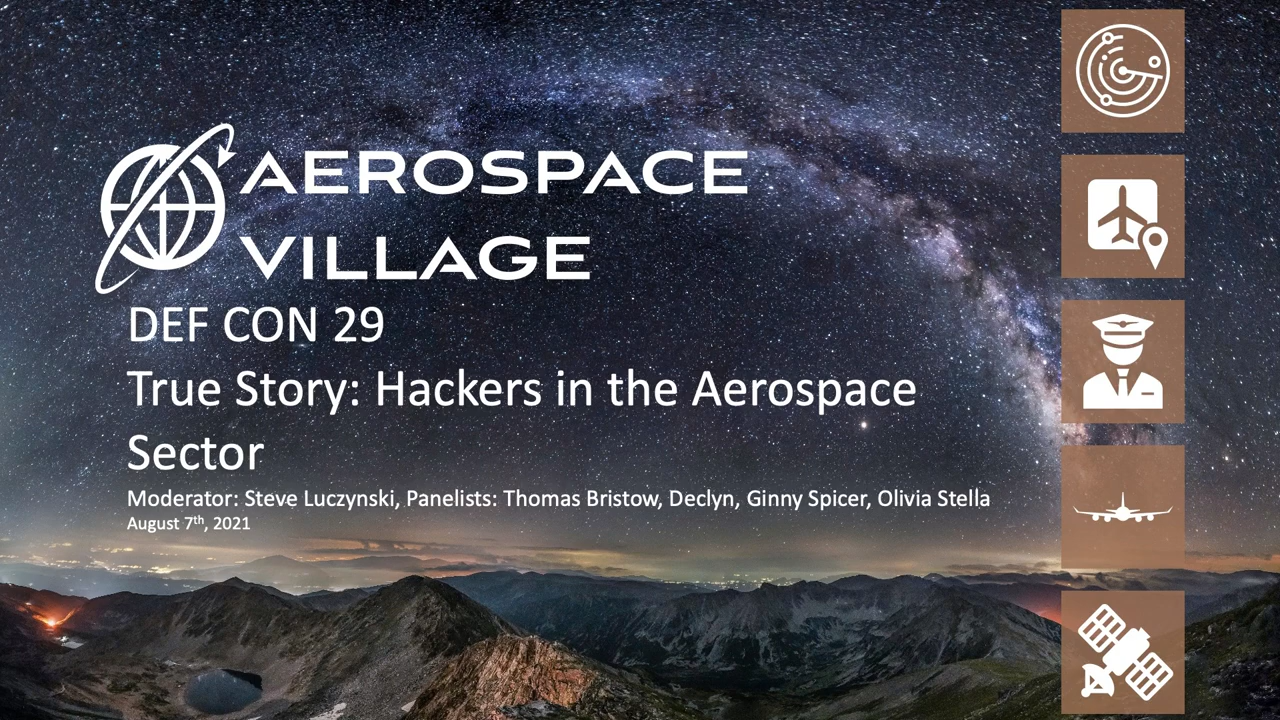 AEROSPACE
VILLAGE
DEF CON 29
True Story: Hackers in the Aerospace
Sector
Moderator: Steve Luczynski, Panelists: Thomas Bristow, Declyn, Ginny Spicer, Olivia Stella
August 7th, 2021